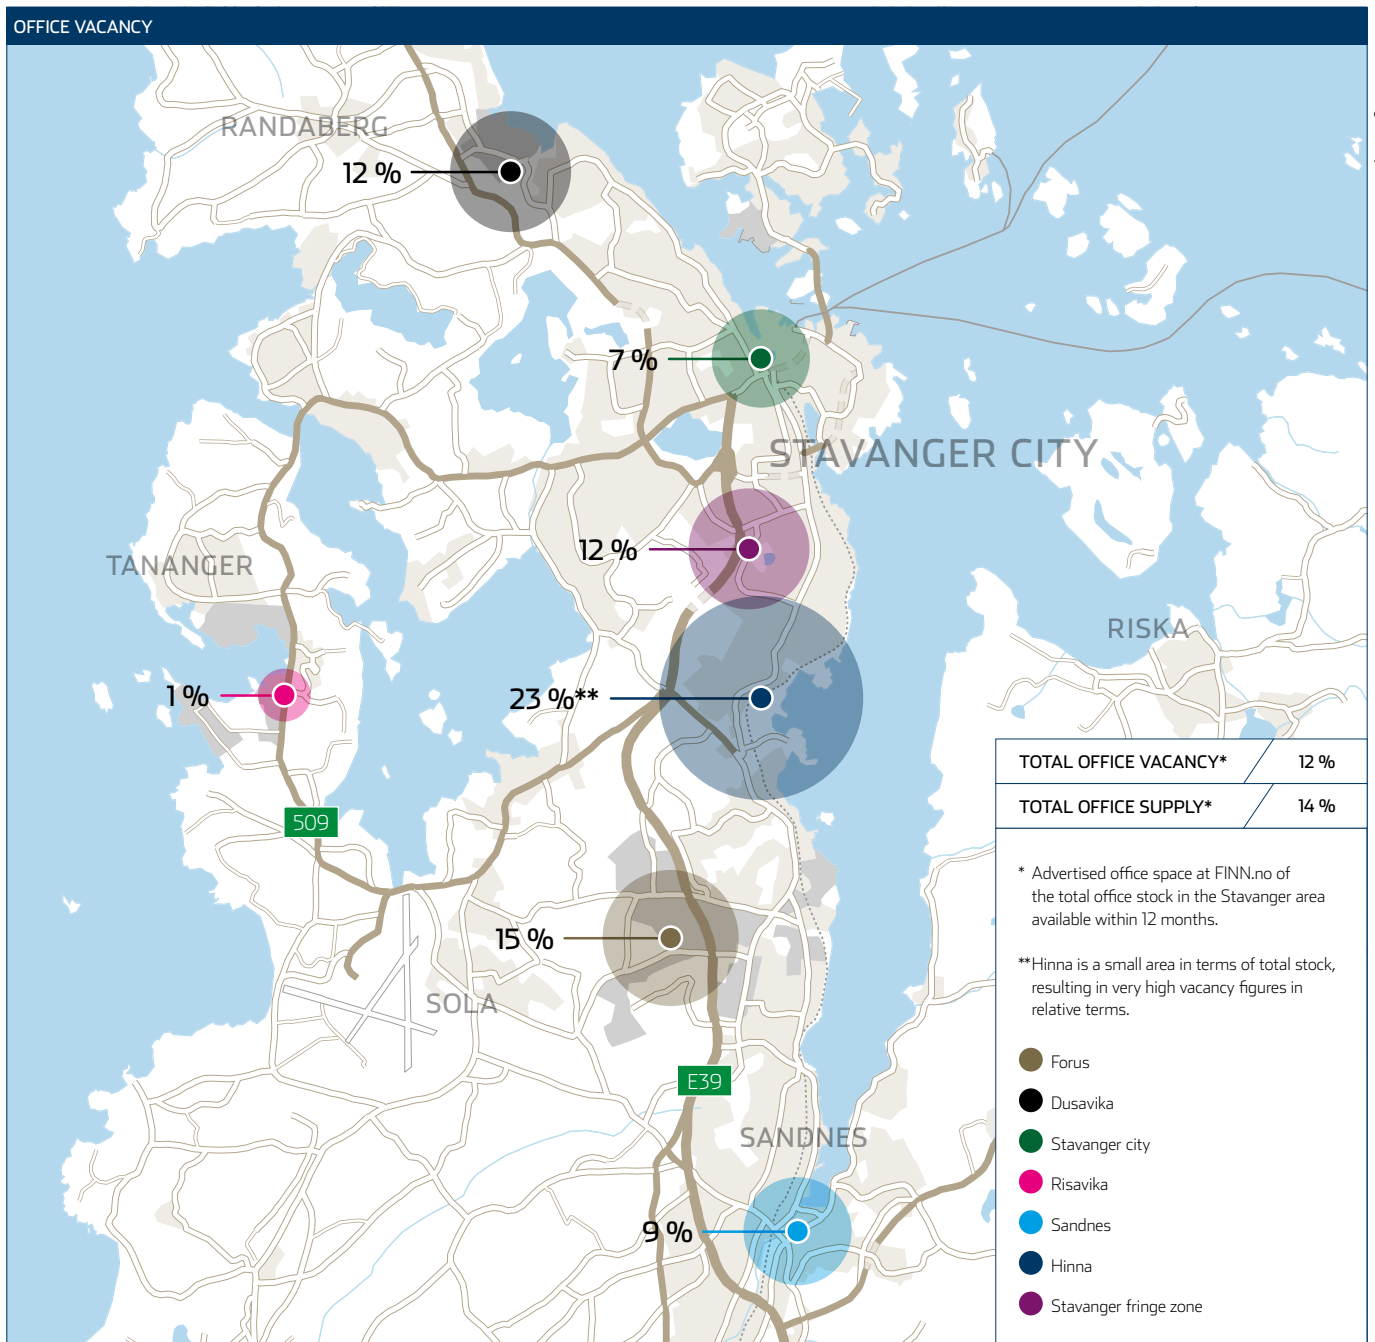 OFFICE VACANCY
RANDABERG
12 %
7 %
STAVANGER CITY
12 %
TANANGER
RISKA
1 %
23 %**
TOTAL OFFICE VACANCY* 12 %
TOTAL OFFICE SUPPLY* 14 %
509
* Advertised office space at FINN.no of
the total office stock in the Stavanger area
available within 12 months.
15 %
**Hinna is a small area in terms of total stock,
resulting in very high vacancy figures in
relative terms.
SOLA
Forus
E39
Dusavika
SANDNES
Stavanger city
Risavika
9 %
Sandnes
Hinna
Stavanger fringe zone